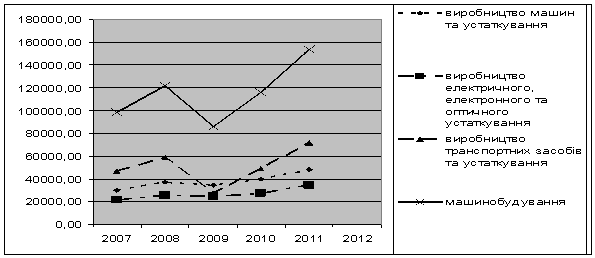 180000,00
160000,00
140000,00
120000,00
100000,00
80000,00
60000,00
40000,00
20000,00
0,00
2007 2008 2009 2010 2011 2012
виробництво машин
та устаткування
виробництво
електричного,
електронного та
оптичного
устаткування
виробництво
транспортних засобів
та устаткування
машинобудування